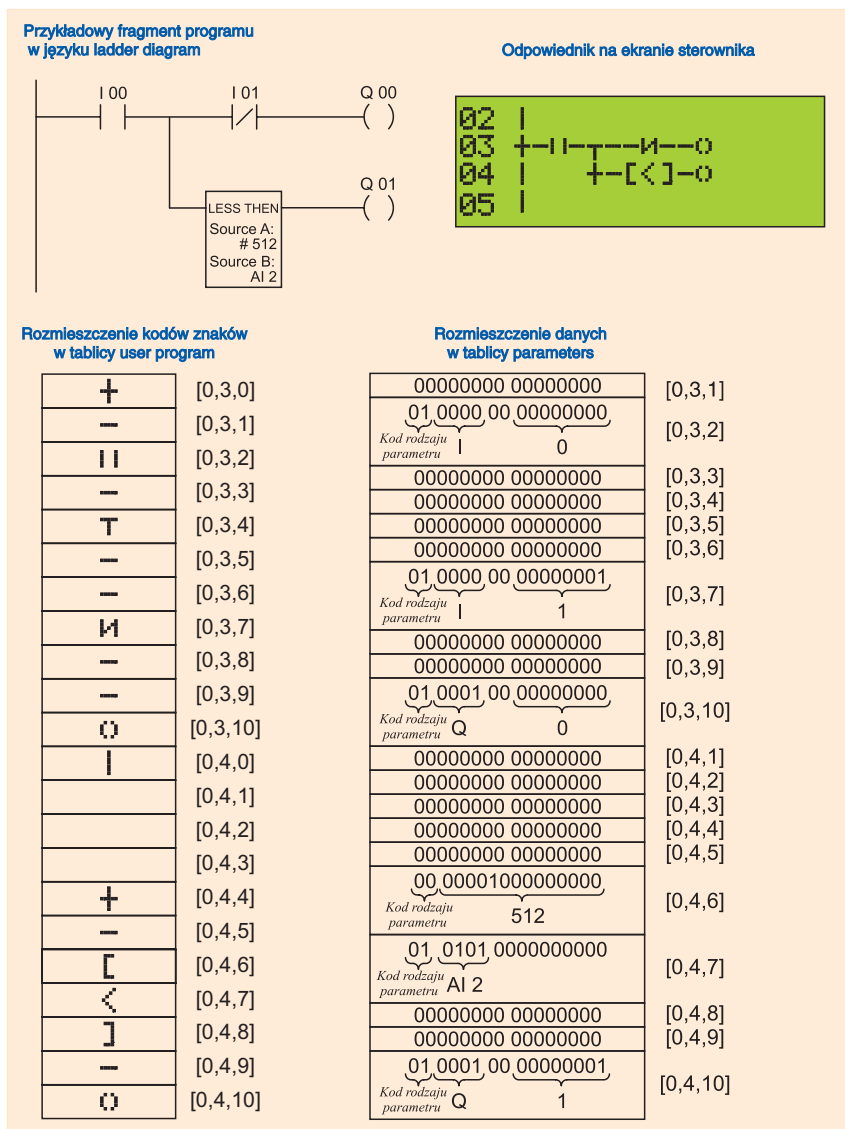 Przykładowy fragment programu
w języku ladder diagram
I 00
I 01
Q 00
Q 01
LESS THEN
Source A:
# 512
Source B:
AI 2
Odpowiednik na ekranie sterownika
02
03
04
05
Rozmieszczenie kodów znaków
w tablicy user program
[0,3,0]
[0,3,1]
[0,3,2]
[0,3,3]
[0,3,4]
[0,3,5]
[0,3,6]
[0,3,7]
[0,3,8]
[0,3,9]
[0,3,10]
[0,4,0]
[0,4,1]
[0,4,2]
[0,4,3]
[0,4,4]
[0,4,5]
[0,4,6]
[0,4,7]
[0,4,8]
[0,4,9]
[0,4,10]
Rozmieszczenie danych
w tablicy parameters
00000000 00000000 [0,3,1]
01 0000 00 00000000 [0,3,2]
Kod rodzaju
parametru I 0
00000000 00000000 [0,3,3]
00000000 00000000 [0,3,4]
00000000 00000000 [0,3,5]
00000000 00000000 [0,3,6]
01 0000 00 00000001 [0,3,7]
Kod rodzaju
parametru I 1
00000000 00000000 [0,3,8]
00000000 00000000 [0,3,9]
01 0001 00 00000000 [0,3,10]
Kod rodzaju
parametru Q 0
00000000 00000000 [0,4,1]
00000000 00000000 [0,4,2]
00000000 00000000 [0,4,3]
00000000 00000000 [0,4,4]
00000000 00000000 [0,4,5]
00 00001000000000 [0,4,6]
Kod rodzaju
parametru 512
01 0101 0000000000 [0,4,7]
Kod rodzaju
parametru AI 2
00000000 00000000 [0,4,8]
00000000 00000000 [0,4,9]
01 0001 00 00000001 [0,4,10]
Kod rodzaju
parametru Q 1